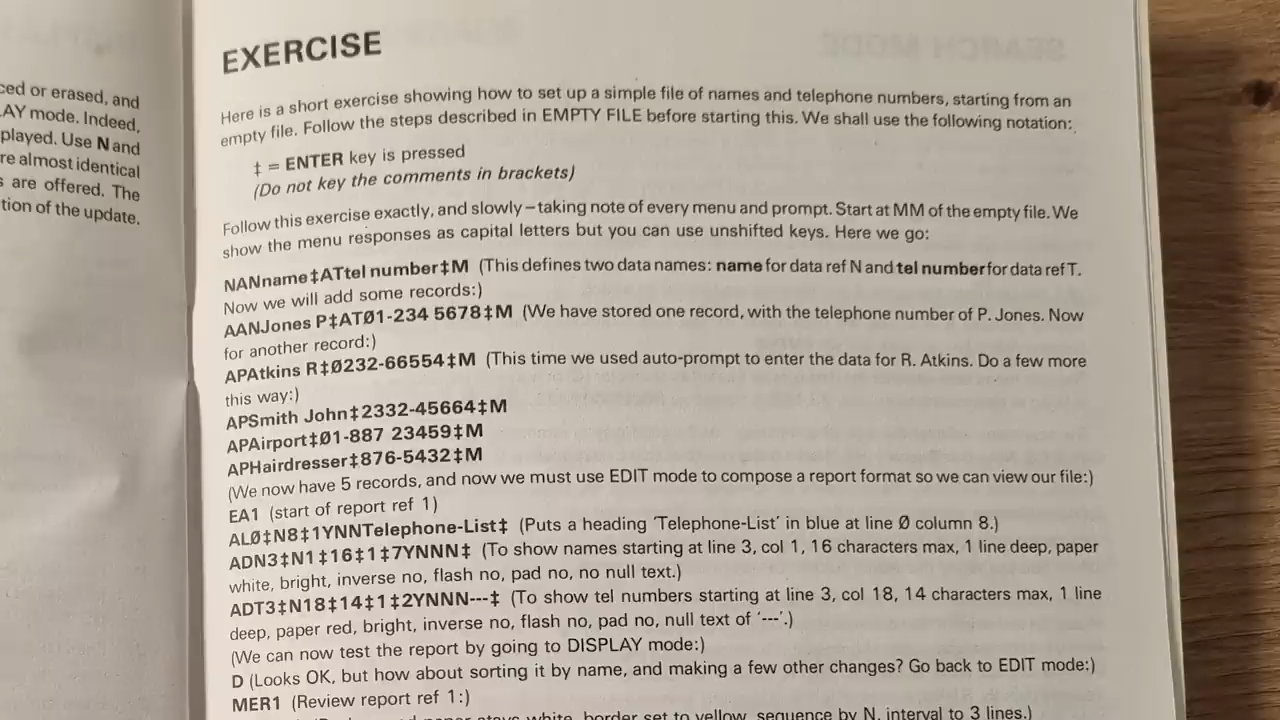 ced or erased, and
LAY mode. Indeed,
played. Use N and
re almost identical
s are offered. The
tion of the update.
EXERCISE
Here is a short exercise showing how to set up a simple file of names and telephone numbers, starting from an
empty file. Follow the steps described in EMPTY FILE before starting this. We shall use the following notation:
‡ = ENTER key is pressed
(Do not key the comments in brackets)
Follow this exercise exactly, and slowly – taking note of every menu and prompt. Start at MM of the empty file. We
show the menu responses as capital letters but you can use unshifted keys. Here we go:
NANname‡ATtel number‡M (This defines two data names: name for data ref N and tel number for data ref T.
Now we will add some records:)
AANJones P‡ATØ1-234 5678‡M (We have stored one record, with the telephone number of P. Jones. Now
for another record:)
APAtkins R‡Ø232-66554‡M (This time we used auto-prompt to enter the data for R. Atkins. Do a few more
this way:)
APSmith John‡2332-45664‡M
APAirport‡Ø1-887 23459‡M
APHairdresser‡876-5432‡M
(We now have 5 records, and now we must use EDIT mode to compose a report format so we can view our file:)
EA1 (start of report ref 1)
ALØ‡N8‡1YNNTelephone-List‡ (Puts a heading 'Telephone-List' in blue at line Ø column 8.)
ADN3‡N1‡16‡1‡7YNNN‡ (To show names starting at line 3, col 1, 16 characters max, 1 line deep, paper
white, bright, inverse no, flash no, pad no, no null text.)
ADT3‡N18‡14‡1‡2YNNN---‡ (To show tel numbers starting at line 3, col 18, 14 characters max, 1 line
deep, paper red, bright, inverse no, flash no, pad no, null text of '---'.)
(We can now test the report by going to DISPLAY mode:)
D (Looks OK, but how about sorting it by name, and making a few other changes? Go back to EDIT mode:)
MER1 (Review report ref 1:)
paper stays white, border set to yellow, sequence by N, interval to 3 lines.)